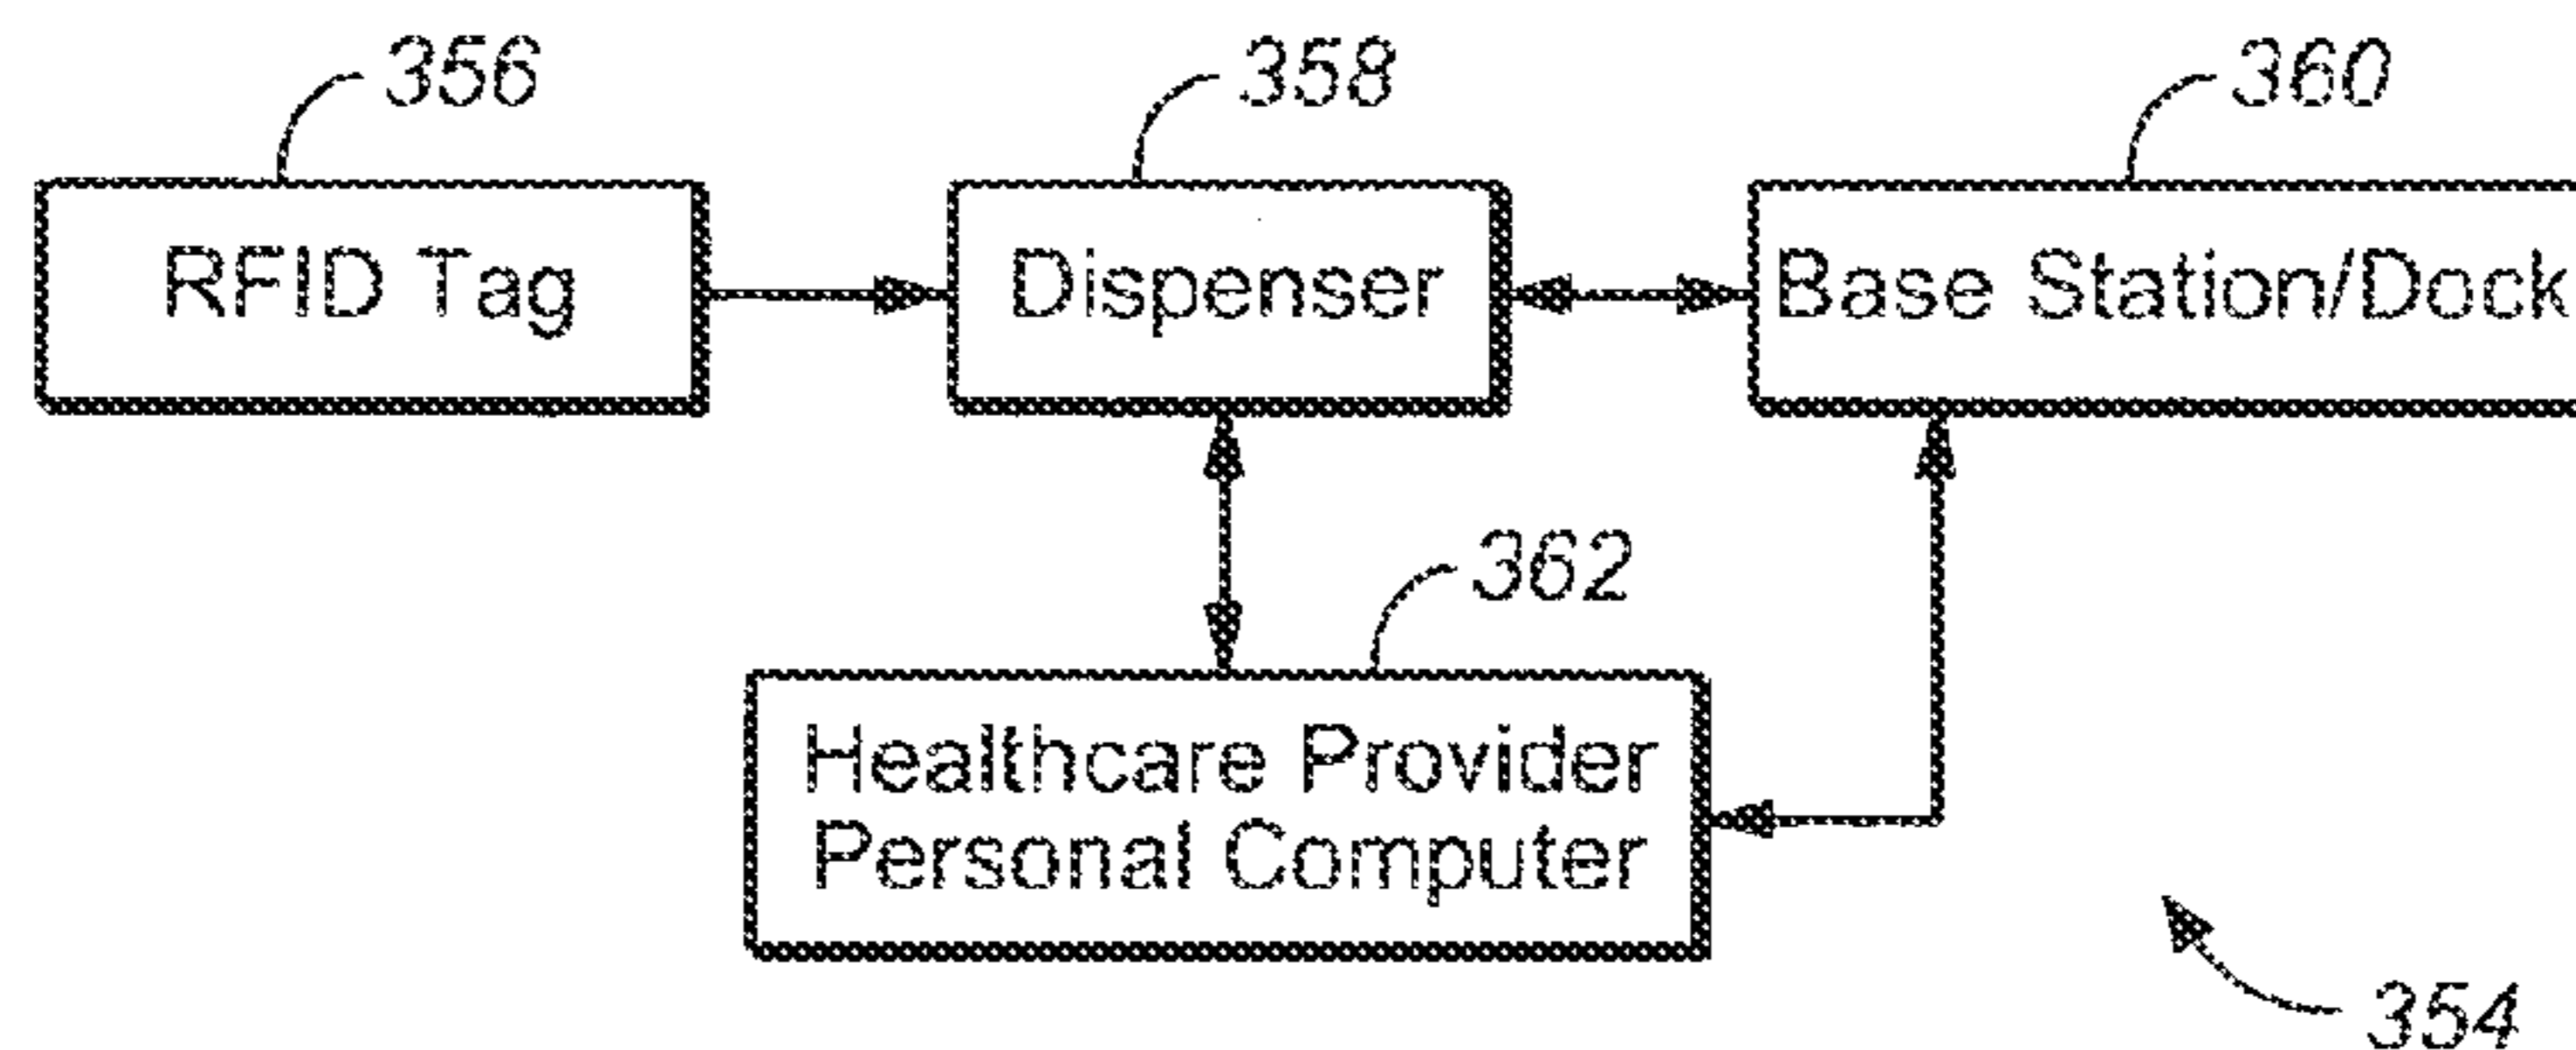 356
358
360
RFID Tag
Dispenser
Base Station/Dock
362
Healthcare Provider
Personal Computer
354